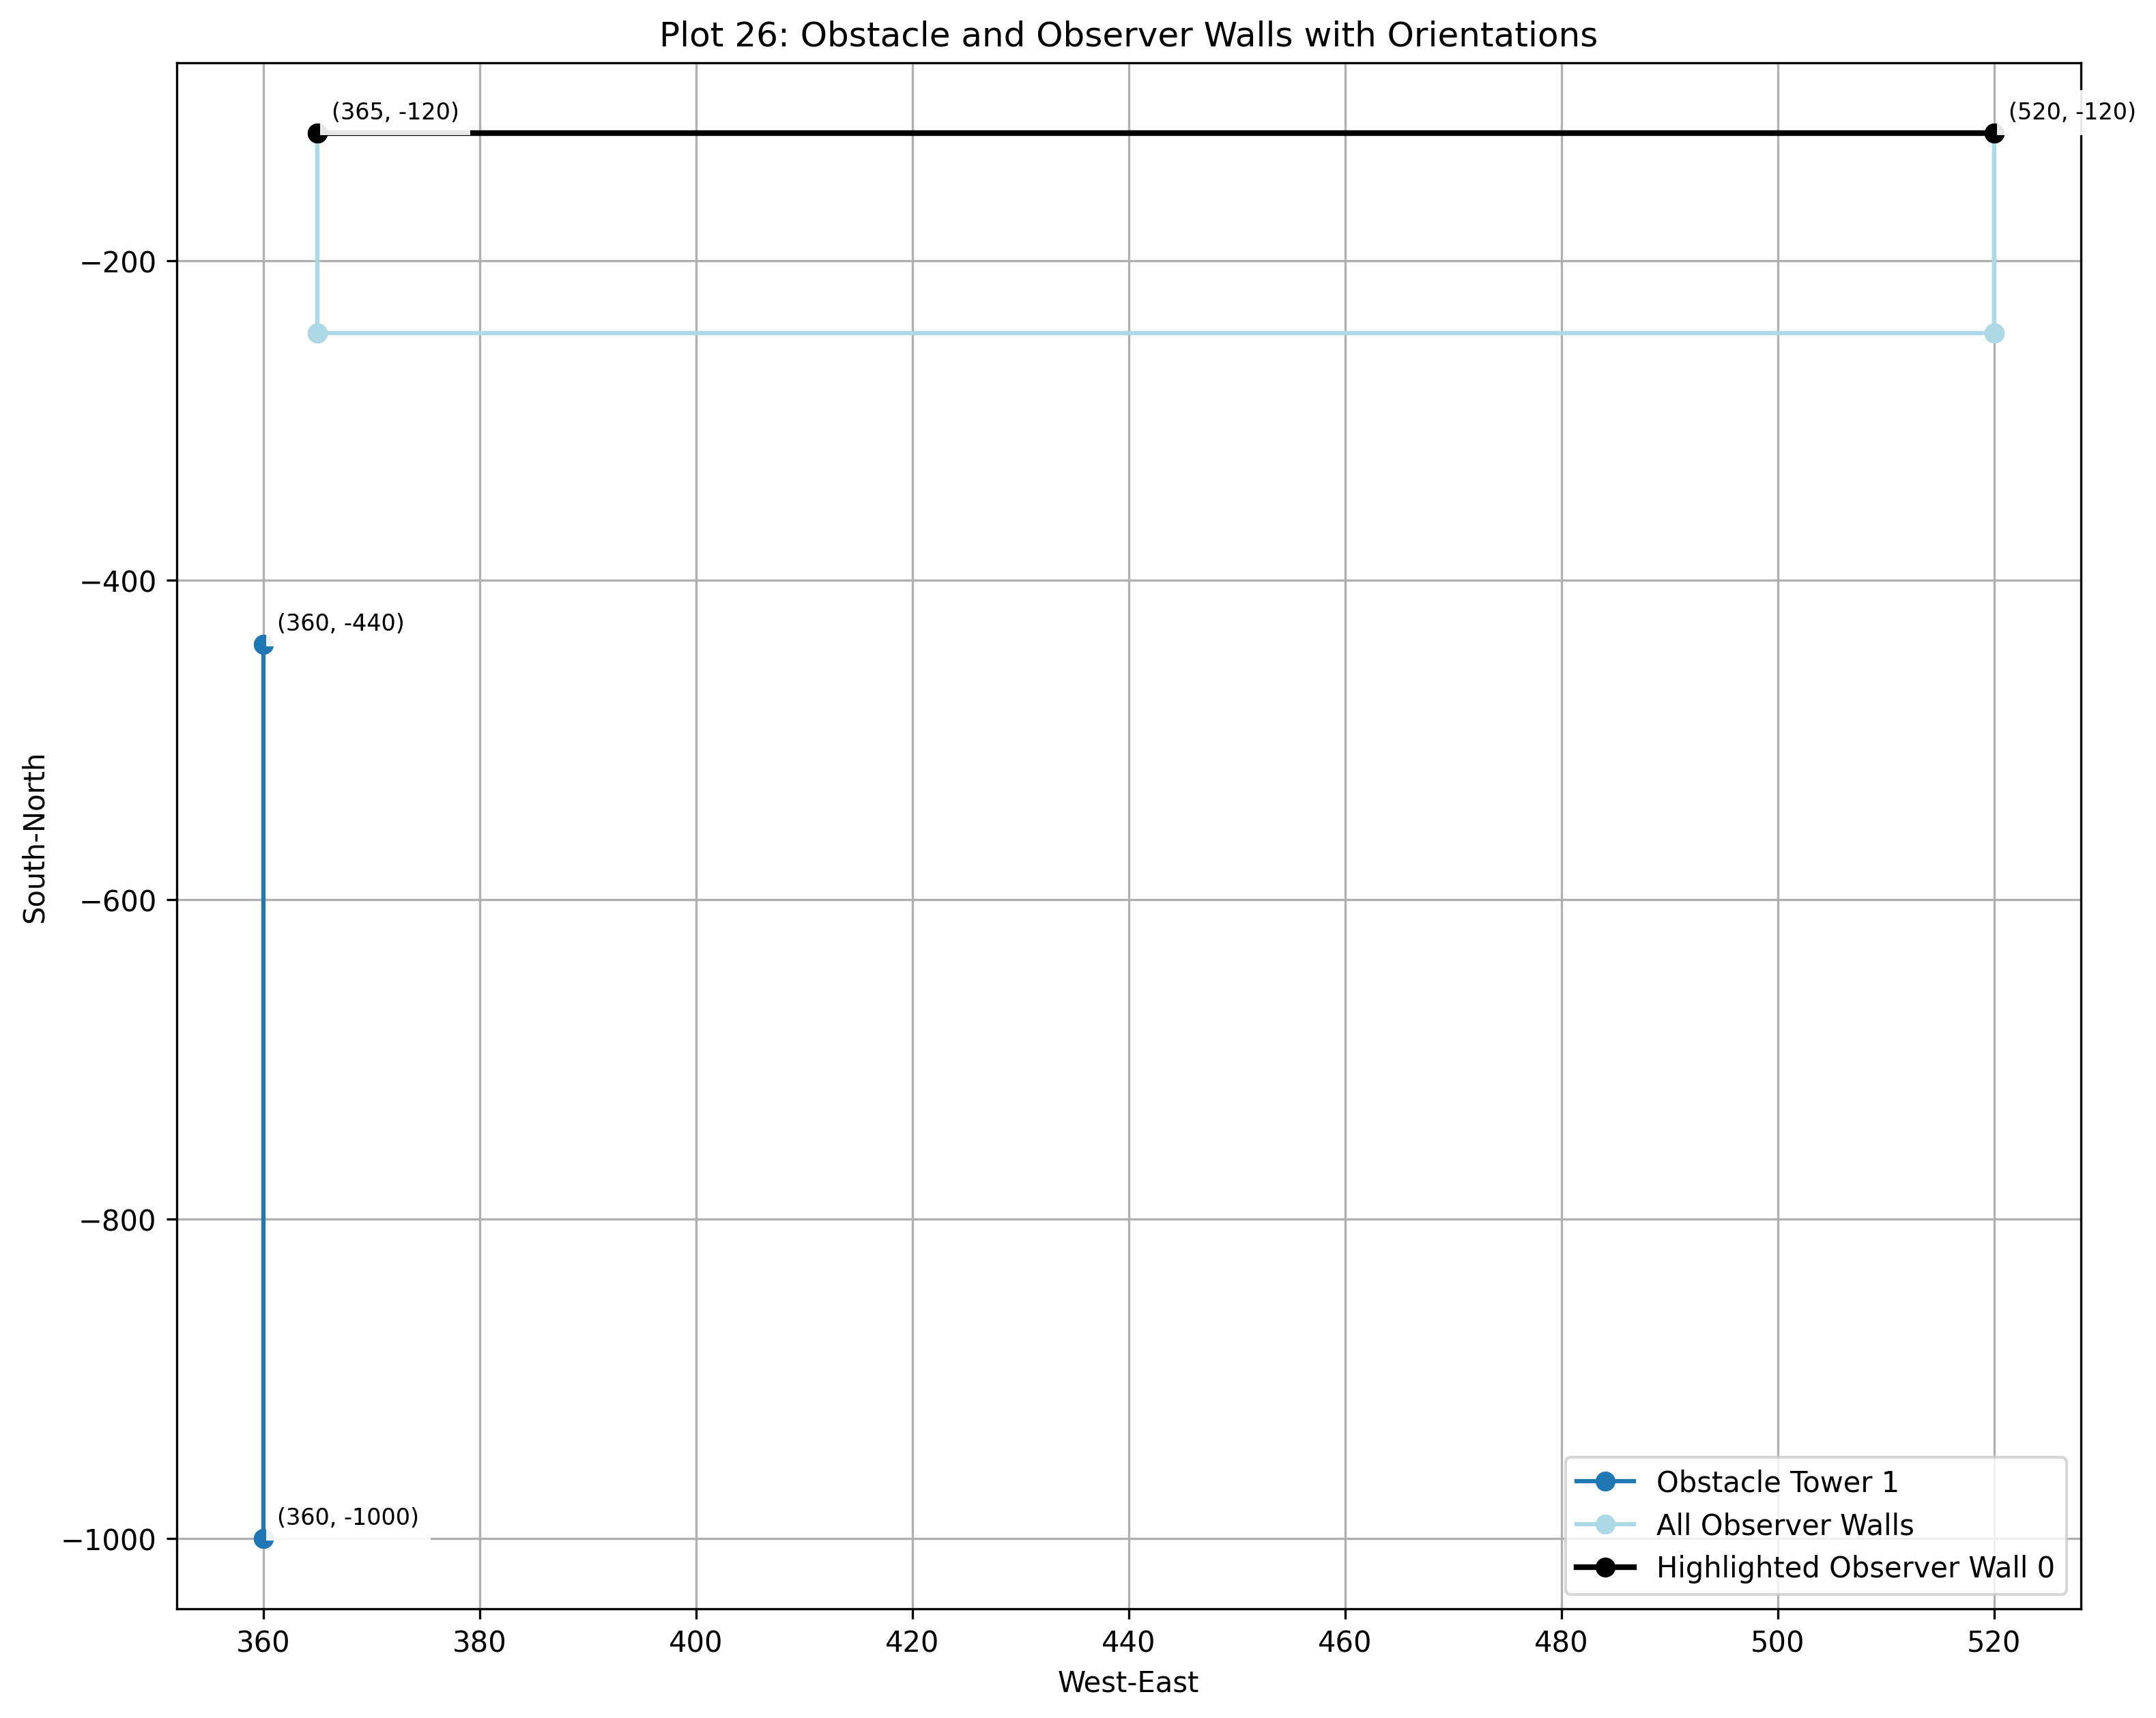 Plot 26: Obstacle and Observer Walls with Orientations
(365, -120)
(520, -120)
−200
−400
(360, -440)
South-North
−600
−800
(360, -1000)
−1000
Obstacle Tower 1
All Observer Walls
Highlighted Observer Wall 0
360 380 400 420 440 460 480 500 520
West-East